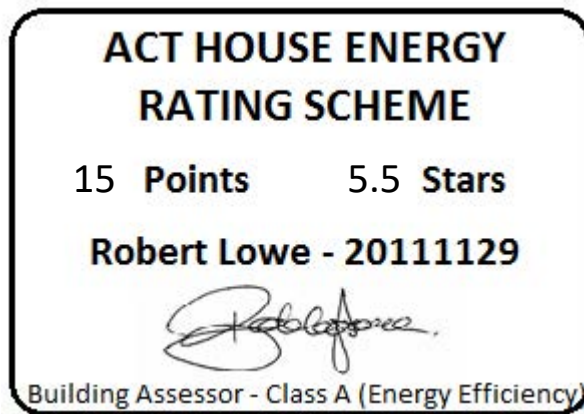 ACT HOUSE ENERGY
RATING SCHEME
15 Points 5.5 Stars
Robert Lowe - 20111129
Building Assessor - Class A (Energy Efficiency)